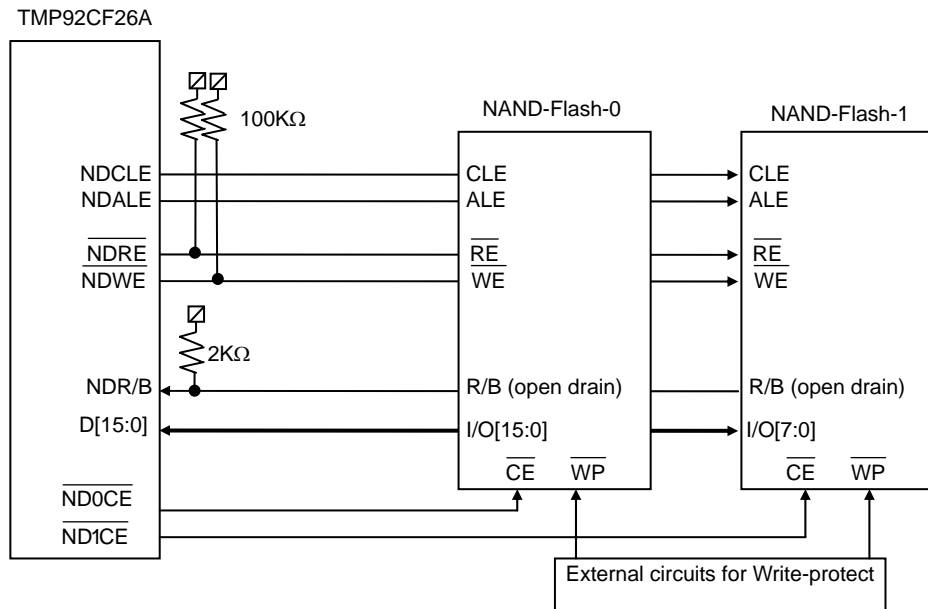 TMP92CF26A
NAND-Flash-0
NAND-Flash-1
100KΩ
NDCLE
CLE
CLE
NDALE
ALE
ALE
NDRE
RE
RE
NDWE
WE
WE
2KΩ
NDR/B
R/B (open drain)
R/B (open drain)
D[15:0]
I/O[15:0]
I/O[7:0]
CE
WP
CE
WP
ND0CE
ND1CE
External circuits for Write-protect